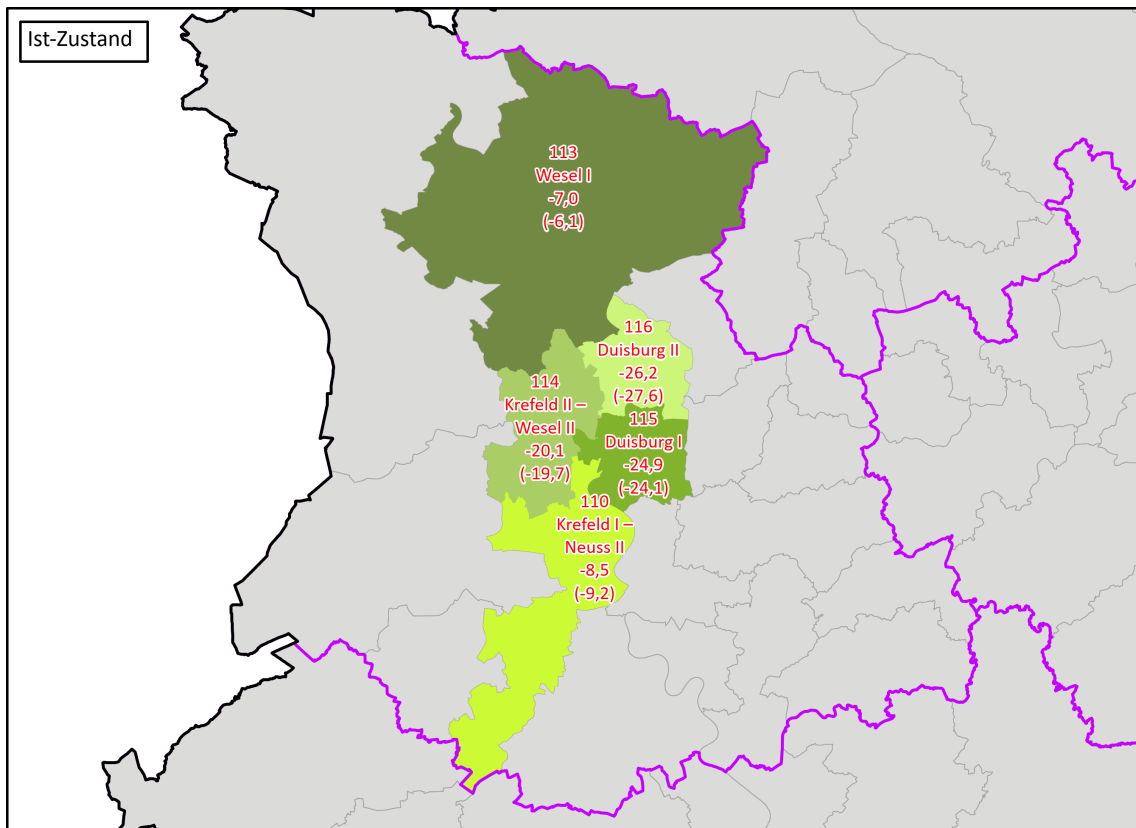 Ist-Zustand
113
Wesel I
-7,0
(-6,1)
116
Duisburg II
-26,2
(-27,6)
114
Krefeld II –
Wesel II
-20,1
(-19,7)
115
Duisburg I
-24,9
(-24,1)
110
Krefeld I –
Neuss II
-8,5
(-9,2)